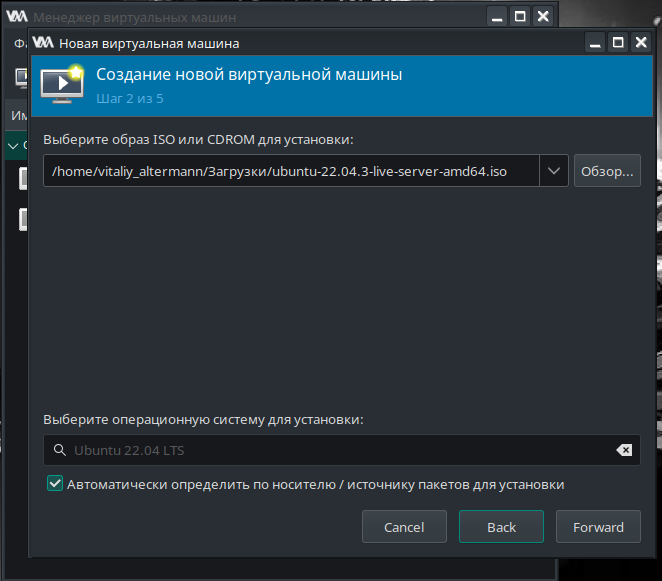 Менеджер виртуальных машин
Новая виртуальная машина
Создание новой виртуальной машины
Шаг 2 из 5
Выберите образ ISO или CDROM для установки:
/home/vitaliy_altermann/Загрузки/ubuntu-22.04.3-live-server-amd64.iso
Обзор...
Выберите операционную систему для установки:
Ubuntu 22.04 LTS
Автоматически определить по носителю / источнику пакетов для установки
Cancel Back Forward